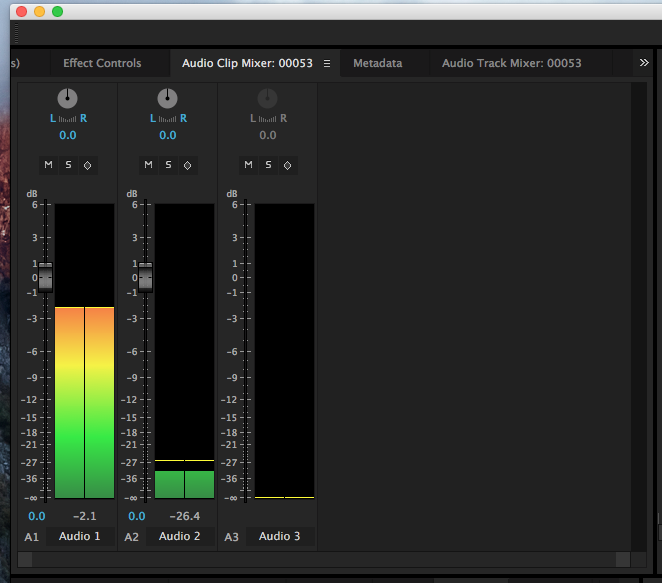 s) Effect Controls Audio Clip Mixer: 00053 Metadata Audio Track Mixer: 00053
L R L R L R
0.0 0.0 0.0
M S M S M S
dB dB dB
6 6 6
3 3 3
1 1 1
0 0 0
-1 -1 -1
-3 -3 -3
-6 -6 -6
-9 -9 -9
-12 -12 -12
-15 -15 -15
-18 -18 -18
-21 -21 -21
-27 -27 -27
-36 -36 -36
-∞ -∞ -∞
0.0 -2.1 0.0 -26.4
A1 Audio 1 A2 Audio 2 A3 Audio 3